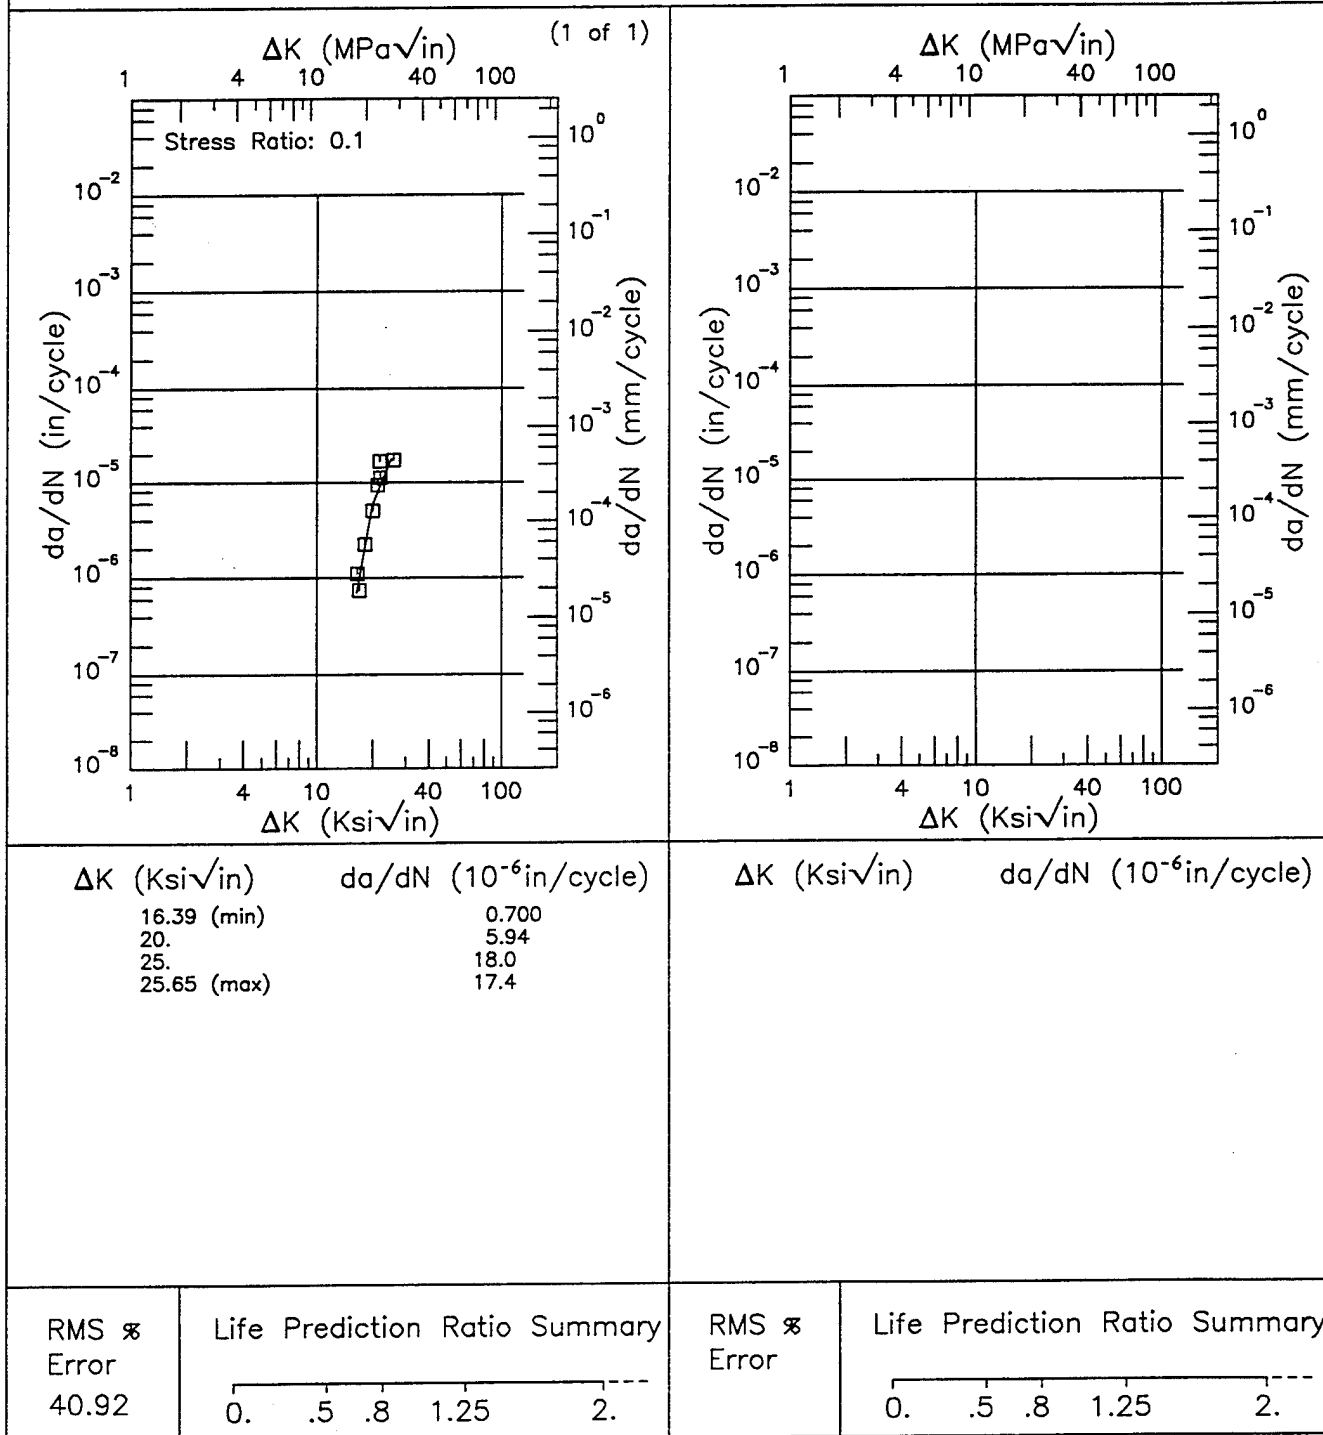 (1 of 1)
ΔK (MPa√in)
1 4 10 40 100
Stress Ratio: 0.1
10⁰
10⁻²
10⁻¹
10⁻³
10⁻²
10⁻⁴
10⁻³
10⁻⁵
10⁻⁴
10⁻⁶
10⁻⁵
10⁻⁷
10⁻⁶
10⁻⁸
da/dN (in/cycle)
da/dN (mm/cycle)
1 4 10 40 100
ΔK (Ksi√in)
ΔK (MPa√in)
1 4 10 40 100
10⁰
10⁻²
10⁻¹
10⁻³
10⁻²
10⁻⁴
10⁻³
10⁻⁵
10⁻⁴
10⁻⁶
10⁻⁵
10⁻⁷
10⁻⁶
10⁻⁸
da/dN (in/cycle)
da/dN (mm/cycle)
1 4 10 40 100
ΔK (Ksi√in)
ΔK (Ksi√in) da/dN (10⁻⁶in/cycle)
16.39 (min) 0.700
20. 5.94
25. 18.0
25.65 (max) 17.4
ΔK (Ksi√in) da/dN (10⁻⁶in/cycle)
RMS %
Error
40.92
Life Prediction Ratio Summary
0. .5 .8 1.25 2.
RMS %
Error
Life Prediction Ratio Summary
0. .5 .8 1.25 2.